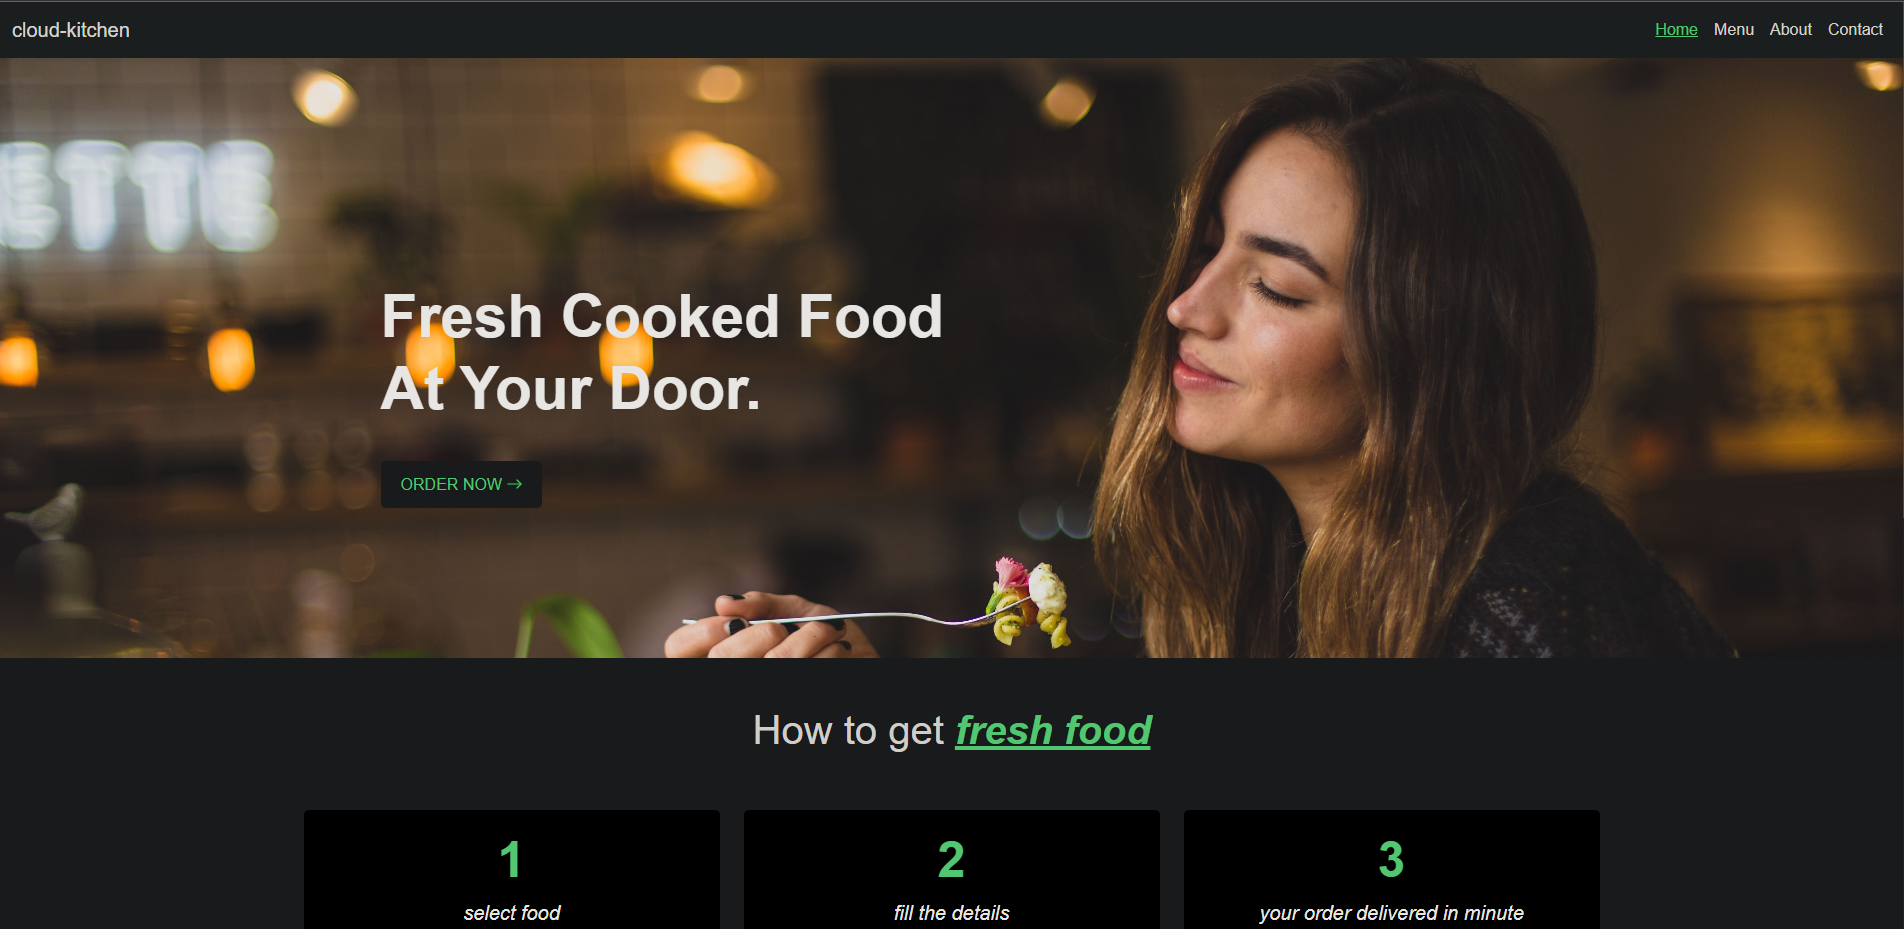 cloud-kitchen
Home Menu About Contact
ETTE
Fresh Cooked Food
At Your Door.
ORDER NOW →
How to get fresh food
1
select food
2
fill the details
3
your order delivered in minute